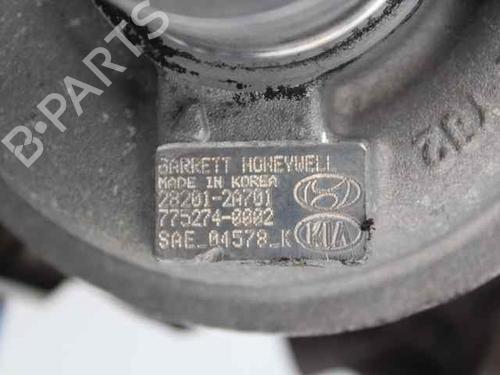 B-PARTS
GARRETT HONEYWELL
MADE IN KOREA
28201-2A701
775274-0002
KIA
SAE_04578_K